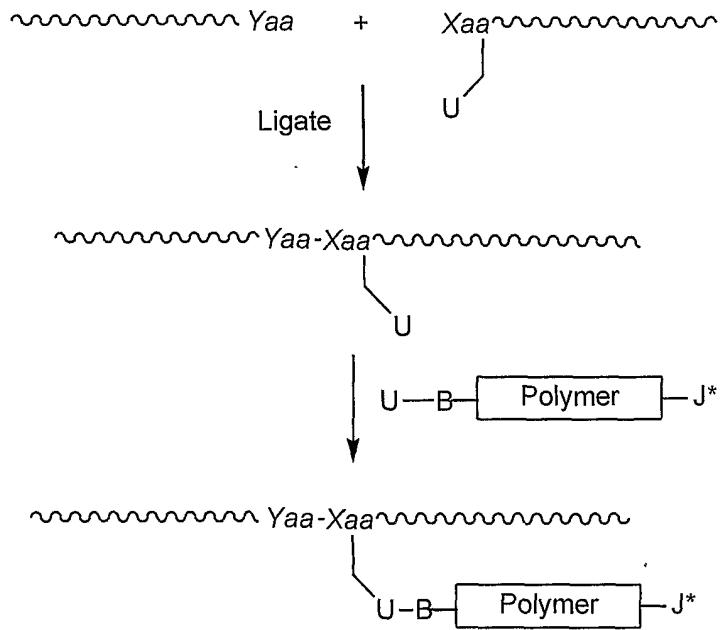 Yaa + Xaa
U
Ligate
Yaa-Xaa
U
U—B—Polymer—J*
Yaa-Xaa
U—B—Polymer—J*